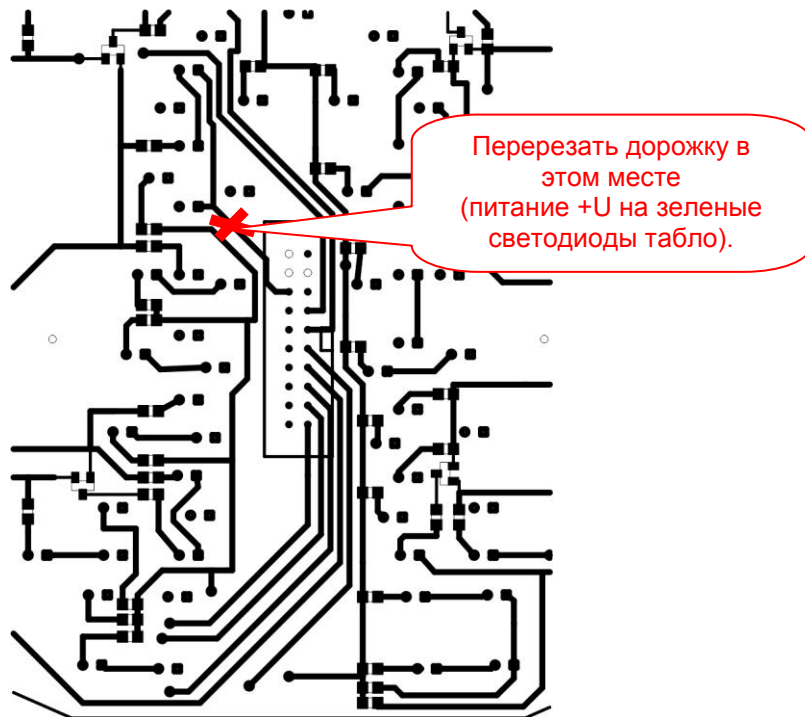 Перерезать дорожку в
этом месте
(питание +U на зеленые
светодиоды табло).